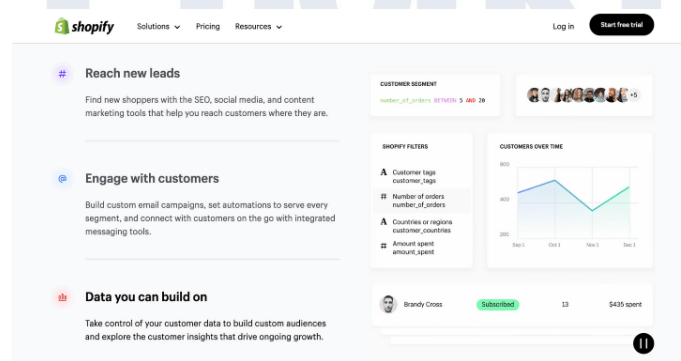 shopify
Solutions
Pricing
Resources
Log in
Start free trial
#
Reach new leads
Find new shoppers with the SEO, social media, and content
marketing tools that help you reach customers where they are.
@
Engage with customers
Build custom email campaigns, set automations to serve every
segment, and connect with customers on the go with integrated
messaging tools.
Data you can build on
Take control of your customer data to build custom audiences
and explore the customer insights that drive ongoing growth.
CUSTOMER SEGMENT
number_of_orders BETWEEN 5 AND 20
+5
SHOPIFY FILTERS
A Customer tags
customer_tags
# Number of orders
number_of_orders
A Countries or regions
customer_countries
# Amount spent
amount_spent
CUSTOMERS OVER TIME
600
400
200
Sep 1 Oct 1 Nov 1 Dec 1
Brandy Cross Subscribed 13 $435 spent